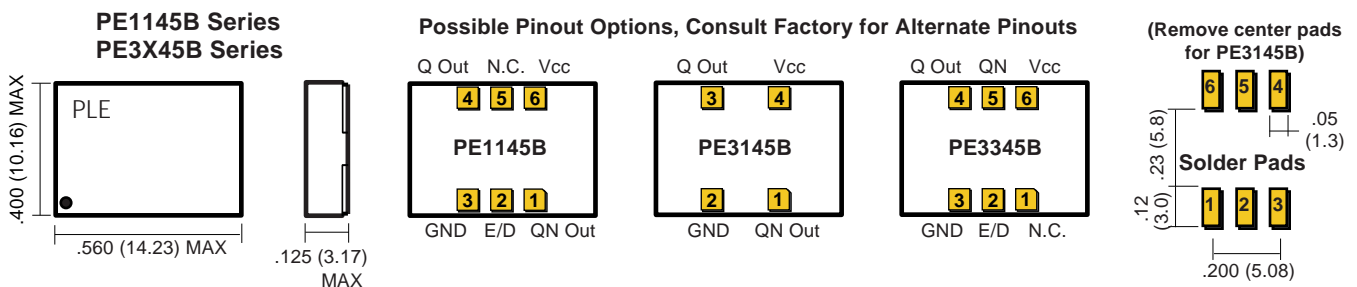 PE1145B Series
PE3X45B Series
PLE
.400 (10.16) MAX
.560 (14.23) MAX
.125 (3.17)
MAX
Possible Pinout Options, Consult Factory for Alternate Pinouts
Q Out N.C. Vcc
4 5 6
PE1145B
3 2 1
GND E/D QN Out
Q Out Vcc
3 4
PE3145B
2 1
GND QN Out
Q Out QN Vcc
4 5 6
PE3345B
3 2 1
GND E/D N.C.
(Remove center pads
for PE3145B)
6 5 4
.05
(1.3)
.23 (5.8)
Solder Pads
.12
(3.0)
1 2 3
.200 (5.08)